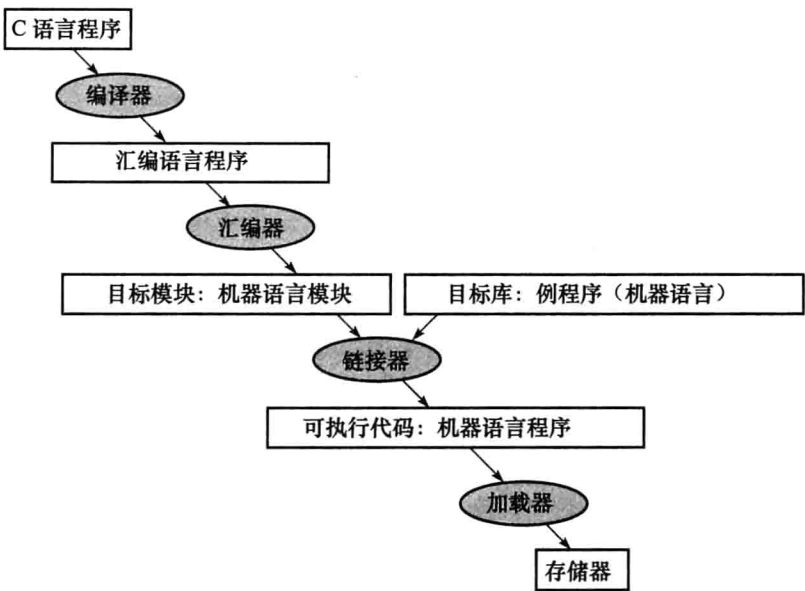 C 语言程序
编译器
汇编语言程序
汇编器
目标模块：机器语言模块
目标库：例程序（机器语言）
链接器
可执行代码：机器语言程序
加载器
存储器